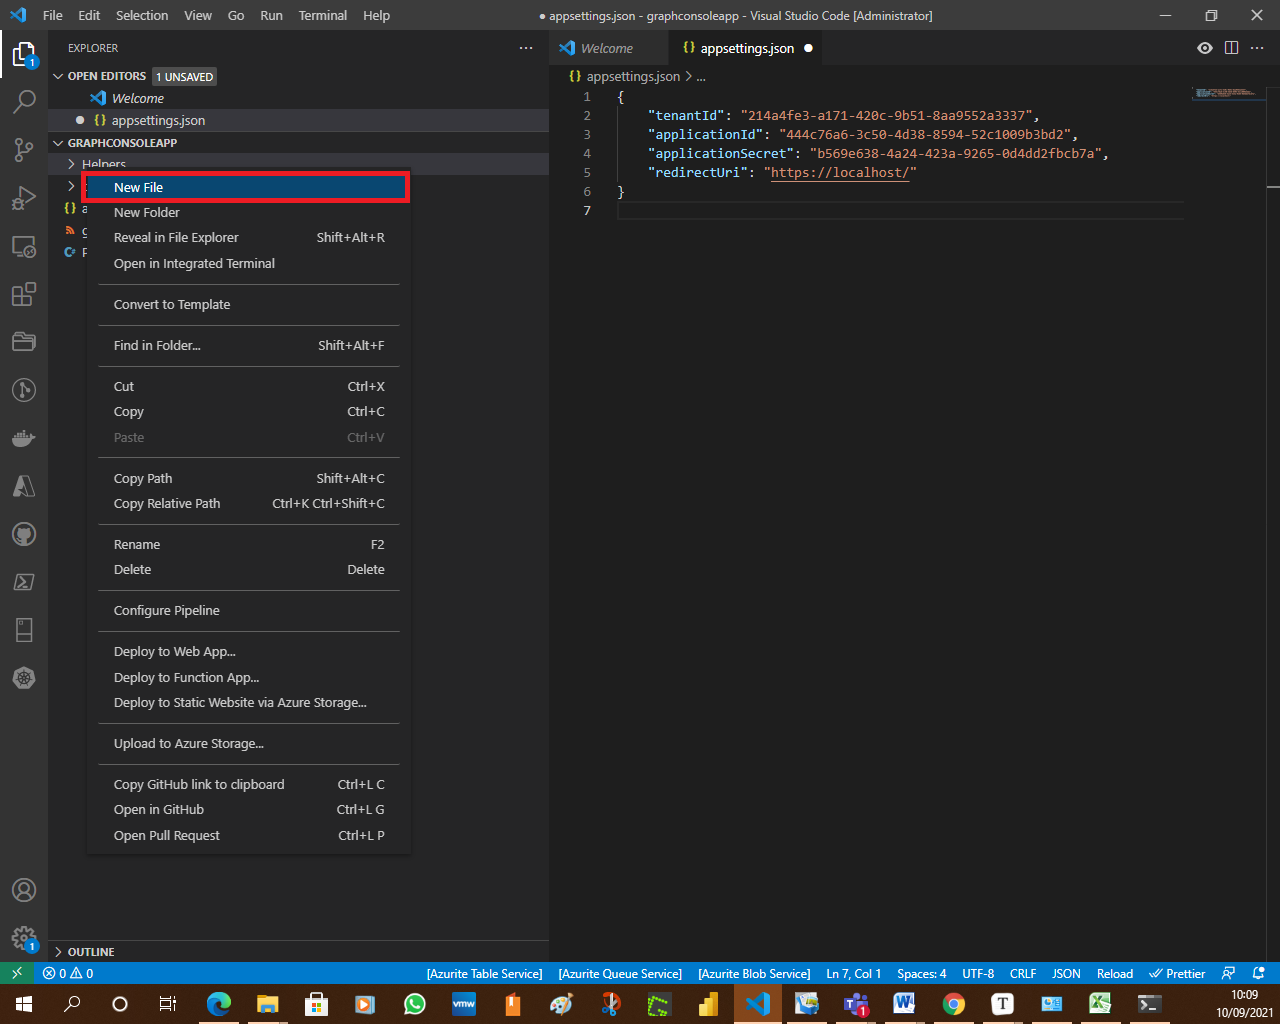 File Edit Selection View Go Run Terminal Help
● appsettings.json - graphconsoleapp - Visual Studio Code [Administrator]
EXPLORER
OPEN EDITORS 1 UNSAVED
Welcome
appsettings.json
GRAPHCONSOLEAPP
Helpers
New File
New Folder
Reveal in File Explorer Shift+Alt+R
Open in Integrated Terminal
Convert to Template
Find in Folder... Shift+Alt+F
Cut Ctrl+X
Copy Ctrl+C
Paste Ctrl+V
Copy Path Shift+Alt+C
Copy Relative Path Ctrl+K Ctrl+Shift+C
Rename F2
Delete Delete
Configure Pipeline
Deploy to Web App...
Deploy to Function App...
Deploy to Static Website via Azure Storage...
Upload to Azure Storage...
Copy GitHub link to clipboard Ctrl+L C
Open in GitHub Ctrl+L G
Open Pull Request Ctrl+L P
OUTLINE
Welcome
{} appsettings.json ●
{} appsettings.json > ...
1 {
2 "tenantId": "214a4fe3-a171-420c-9b51-8aa9552a3337",
3 "applicationId": "444c76a6-3c50-4d38-8594-52c1009b3bd2",
4 "applicationSecret": "b569e638-4a24-423a-9265-0d4dd2fbcb7a",
5 "redirectUri": "https://localhost/"
6 }
7
0 0 [Azurite Table Service] [Azurite Queue Service] [Azurite Blob Service] Ln 7, Col 1 Spaces: 4 UTF-8 CRLF JSON Reload Prettier
10:09
10/09/2021